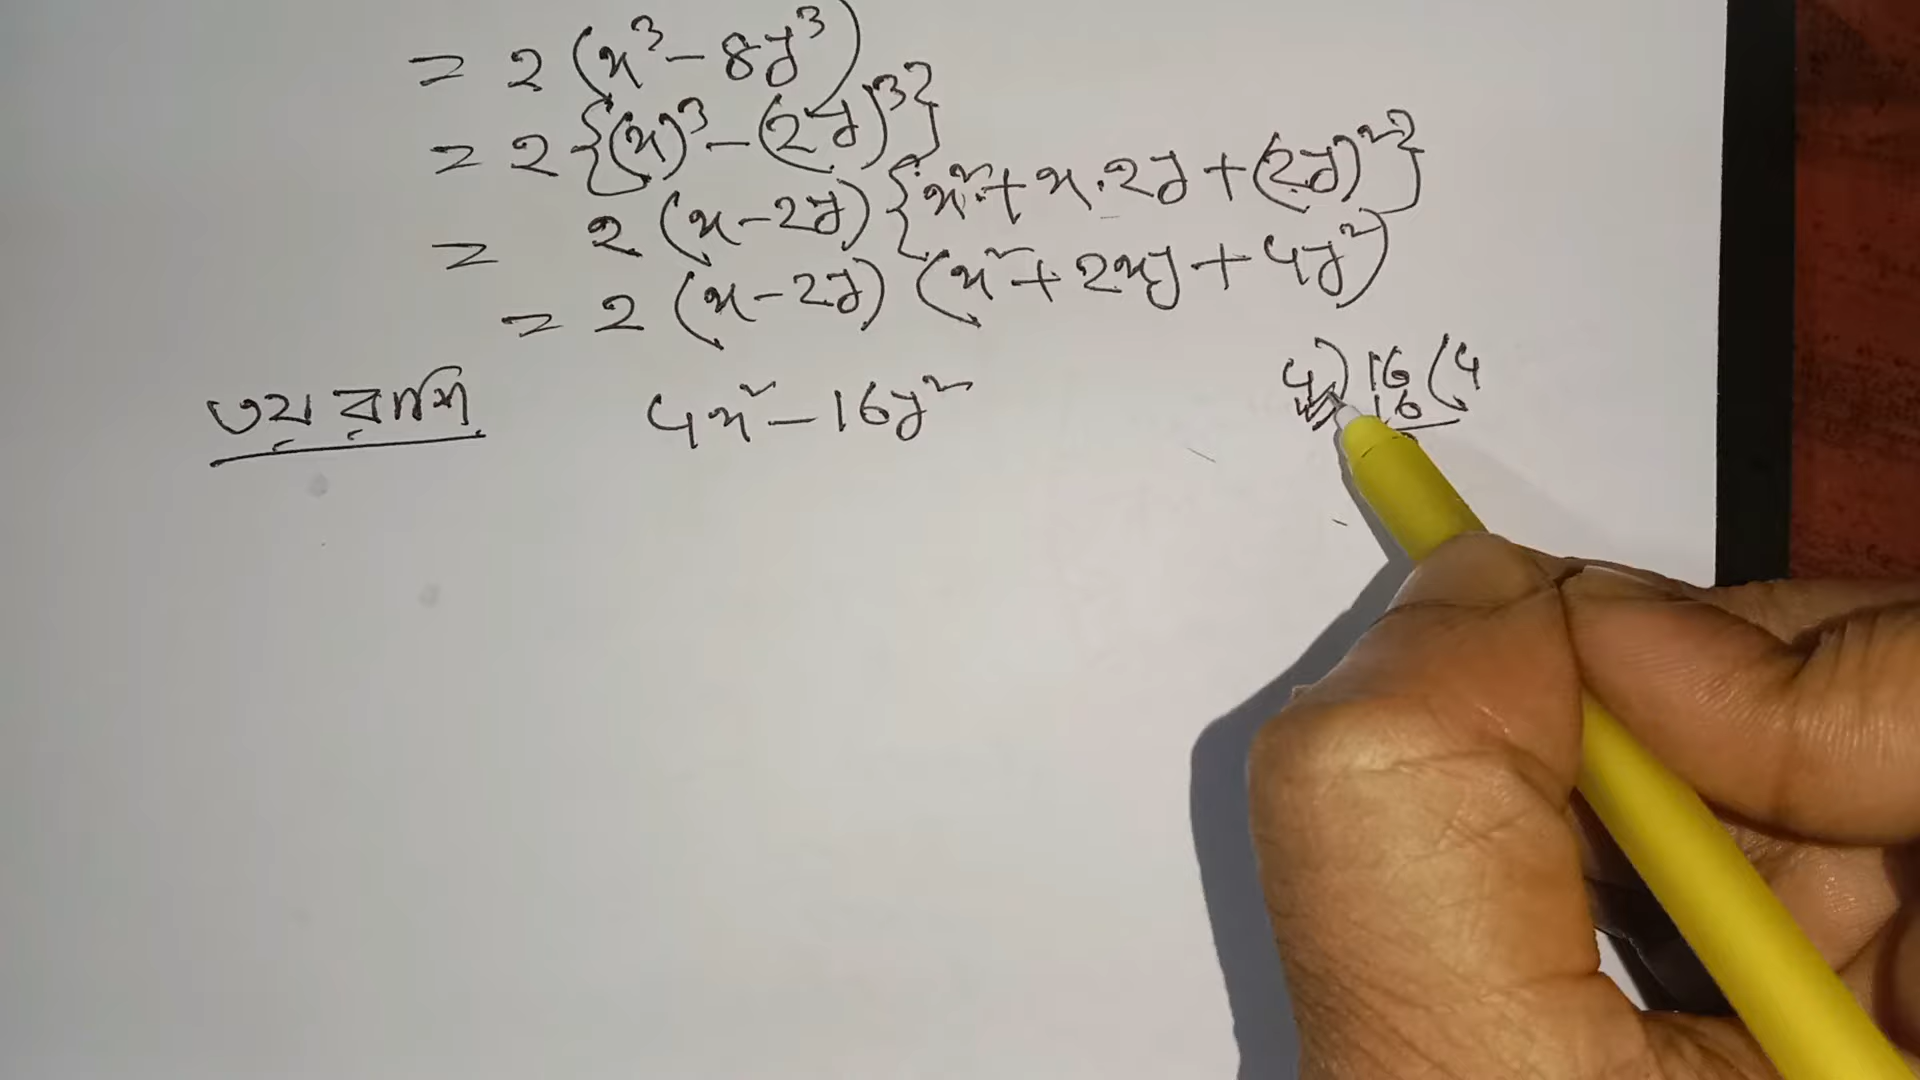 = 2 (x³ - 8y³)
= 2 {(x)³ - (2y)³}
= 2 (x - 2y) {x² + x.2y + (2y)²}
= 2 (x - 2y) (x² + 2xy + 4y²)
৩য় রাশি 4x² - 16y²
4) 16 (4
16